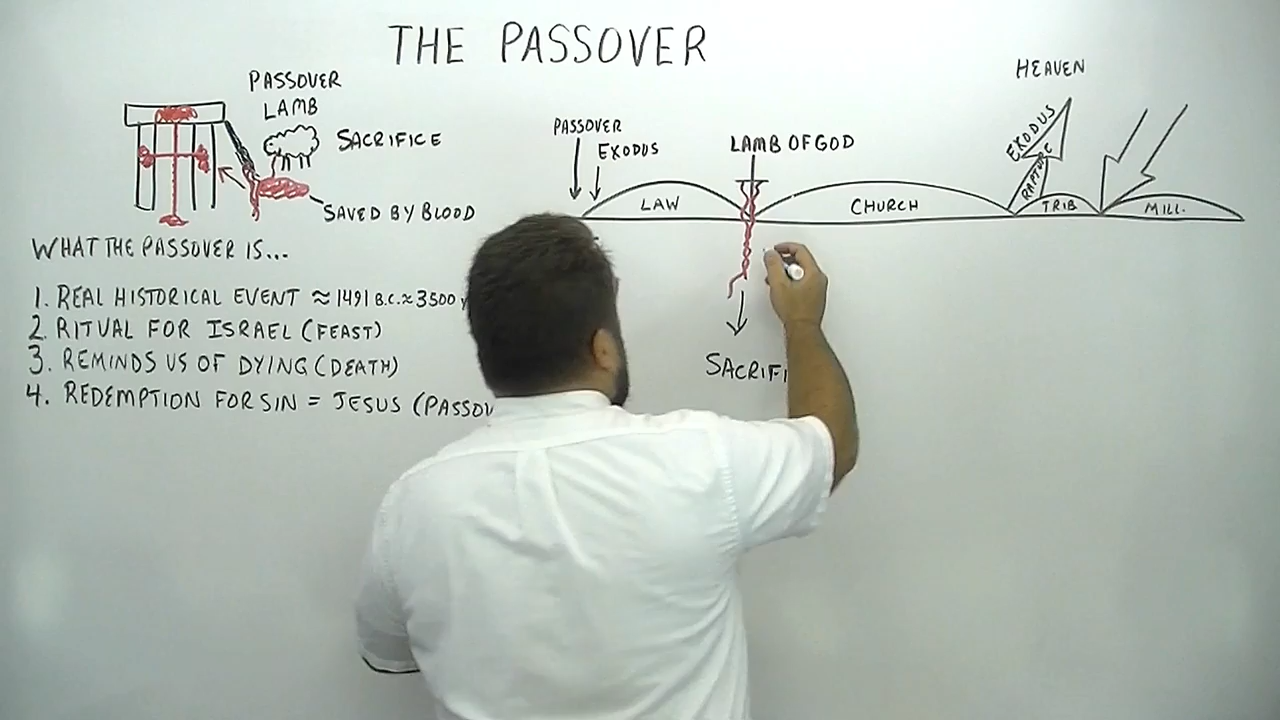 THE PASSOVER
PASSOVER
LAMB
SACRIFICE
SAVED BY BLOOD
WHAT THE PASSOVER IS...
1. REAL HISTORICAL EVENT ≈ 1491 B.C. ≈ 3500
2. RITUAL FOR ISRAEL (FEAST)
3. REMINDS US OF DYING (DEATH)
4. REDEMPTION FOR SIN = JESUS (PASSOV
PASSOVER
EXODUS
LAW
LAMB OF GOD
SACRIFI
CHURCH
HEAVEN
EXODUS
RAPTURE
TRIB
MILL.